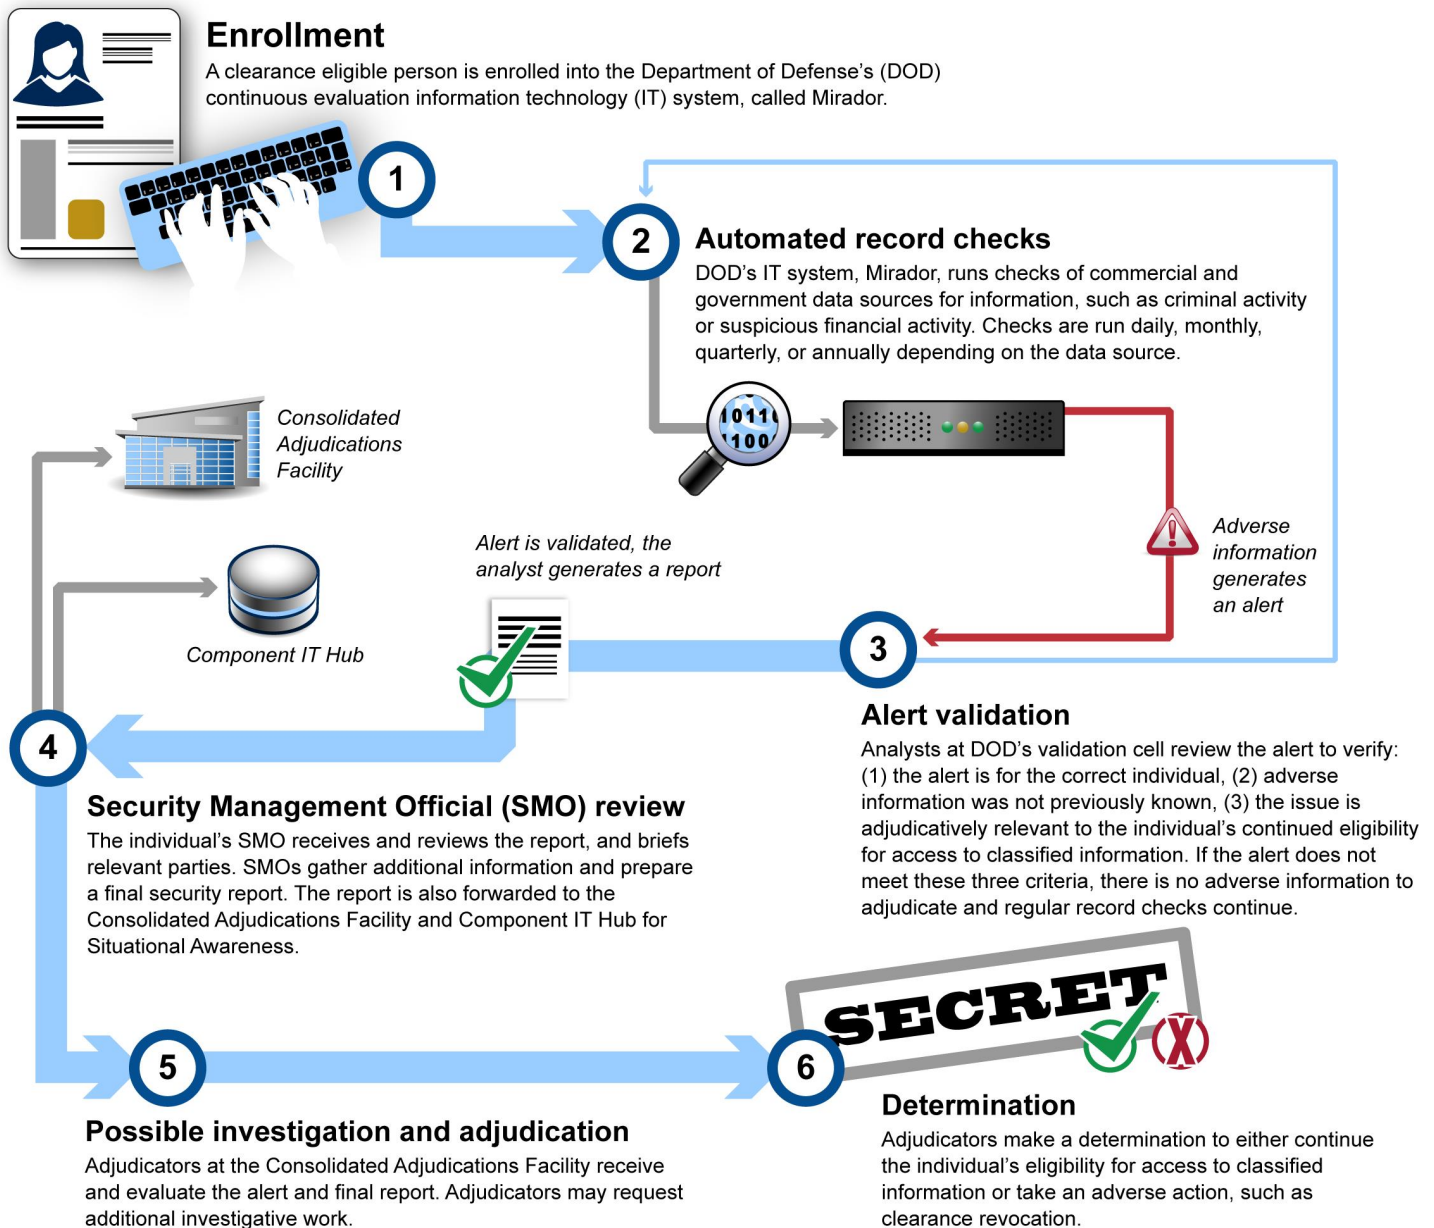 Enrollment
A clearance eligible person is enrolled into the Department of Defense's (DOD)
continuous evaluation information technology (IT) system, called Mirador.
1
2
Automated record checks
DOD's IT system, Mirador, runs checks of commercial and
government data sources for information, such as criminal activity
or suspicious financial activity. Checks are run daily, monthly,
quarterly, or annually depending on the data source.
10110
1100
Consolidated
Adjudications
Facility
Adverse
information
generates
an alert
Alert is validated, the
analyst generates a report
Component IT Hub
3
Alert validation
Analysts at DOD's validation cell review the alert to verify:
(1) the alert is for the correct individual, (2) adverse
information was not previously known, (3) the issue is
adjudicatively relevant to the individual's continued eligibility
for access to classified information. If the alert does not
meet these three criteria, there is no adverse information to
adjudicate and regular record checks continue.
4
Security Management Official (SMO) review
The individual's SMO receives and reviews the report, and briefs
relevant parties. SMOs gather additional information and prepare
a final security report. The report is also forwarded to the
Consolidated Adjudications Facility and Component IT Hub for
Situational Awareness.
5
Possible investigation and adjudication
Adjudicators at the Consolidated Adjudications Facility receive
and evaluate the alert and final report. Adjudicators may request
additional investigative work.
SECRET
X
6
Determination
Adjudicators make a determination to either continue
the individual's eligibility for access to classified
information or take an adverse action, such as
clearance revocation.